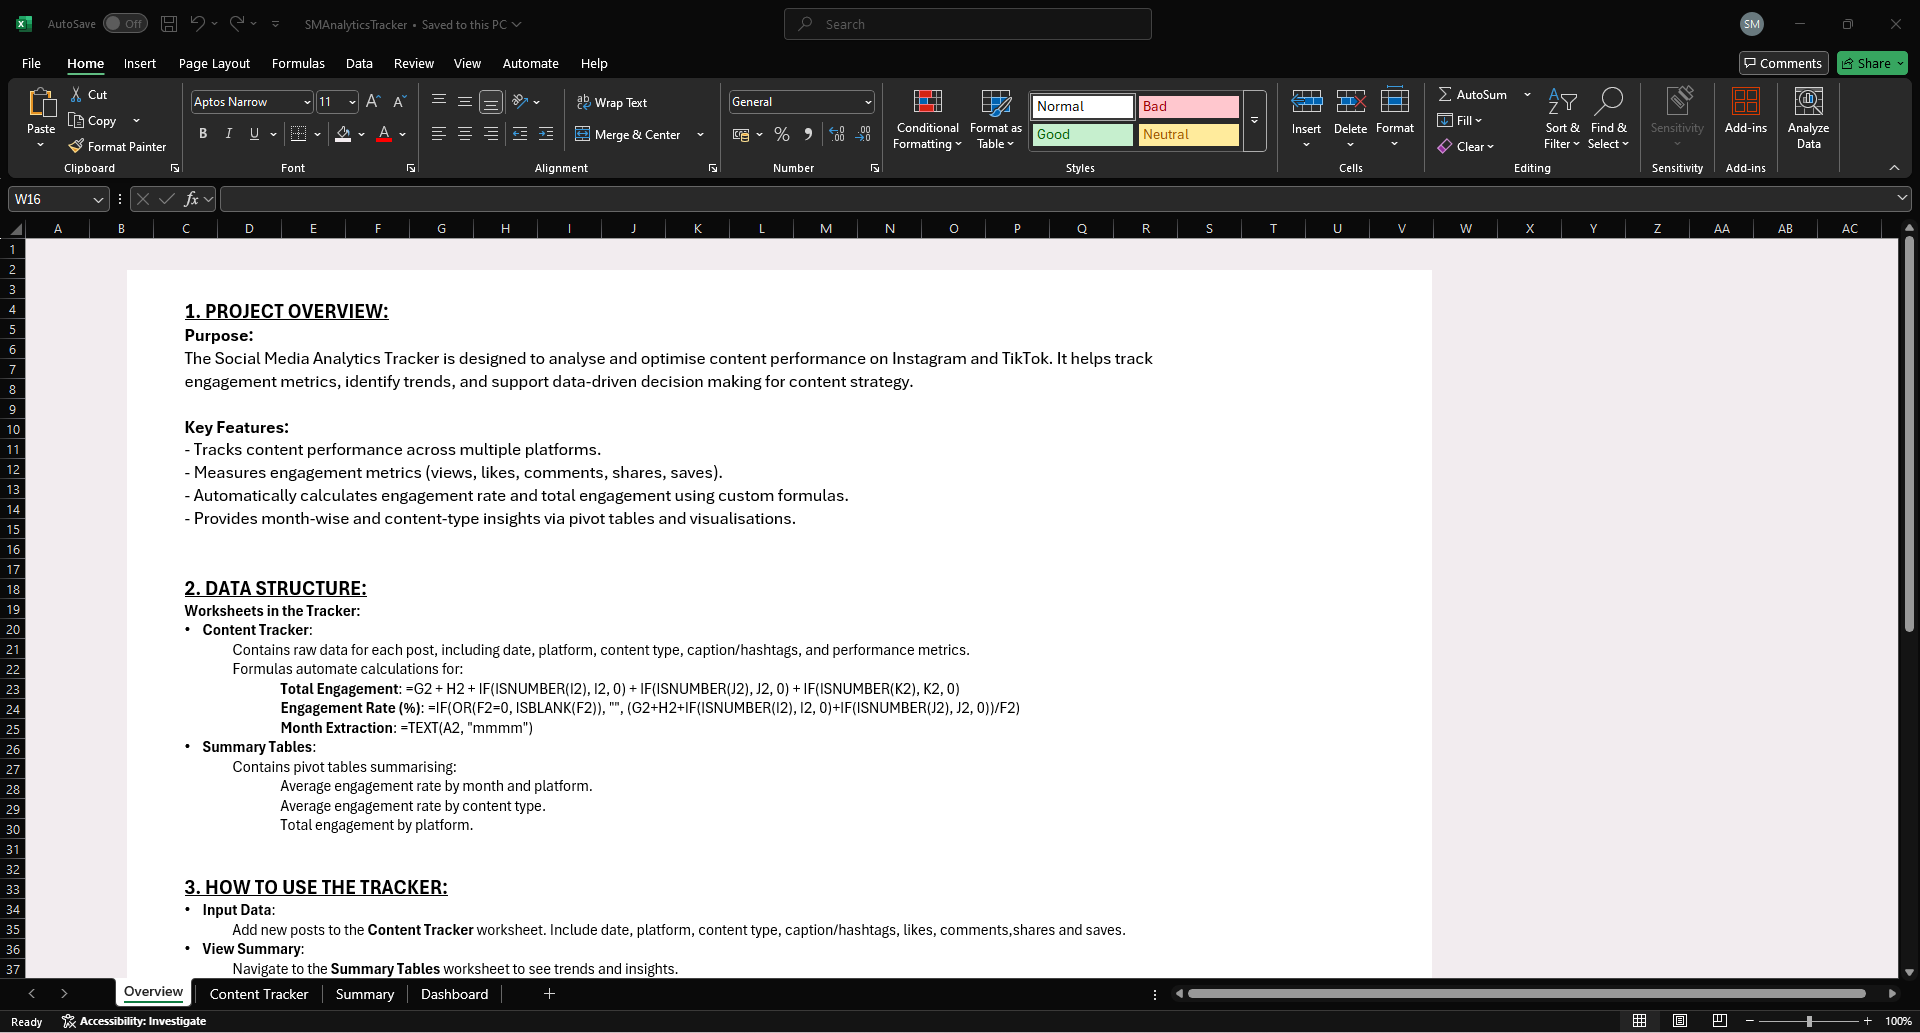 AutoSave Off SMAnalyticsTracker • Saved to this PC Search SM
File Home Insert Page Layout Formulas Data Review View Automate Help Comments Share
Paste Cut Copy Format Painter Clipboard
Aptos Narrow 11 A A B I U A Font
ab Wrap Text Merge & Center Alignment
General % Number
Conditional Formatting Format as Table Normal Bad Good Neutral Styles
Insert Delete Format Cells
AutoSum Fill Clear Sort & Filter Find & Select Editing
Sensitivity Sensitivity
Add-ins Add-ins
Analyze Data
W16 fx
A B C D E F G H I J K L M N O P Q R S T U V W X Y Z AA AB AC
1
2
3
4
5
6
7
8
9
10
11
12
13
14
15
16
17
18
19
20
21
22
23
24
25
26
27
28
29
30
31
32
33
34
35
36
37
1. PROJECT OVERVIEW:
Purpose:
The Social Media Analytics Tracker is designed to analyse and optimise content performance on Instagram and TikTok. It helps track
engagement metrics, identify trends, and support data-driven decision making for content strategy.
Key Features:
- Tracks content performance across multiple platforms.
- Measures engagement metrics (views, likes, comments, shares, saves).
- Automatically calculates engagement rate and total engagement using custom formulas.
- Provides month-wise and content-type insights via pivot tables and visualisations.
2. DATA STRUCTURE:
Worksheets in the Tracker:
• Content Tracker:
Contains raw data for each post, including date, platform, content type, caption/hashtags, and performance metrics.
Formulas automate calculations for:
Total Engagement: =G2 + H2 + IF(ISNUMBER(I2), I2, 0) + IF(ISNUMBER(J2), J2, 0) + IF(ISNUMBER(K2), K2, 0)
Engagement Rate (%): =IF(OR(F2=0, ISBLANK(F2)), "", (G2+H2+IF(ISNUMBER(I2), I2, 0)+IF(ISNUMBER(J2), J2, 0))/F2)
Month Extraction: =TEXT(A2, "mmmm")
• Summary Tables:
Contains pivot tables summarising:
Average engagement rate by month and platform.
Average engagement rate by content type.
Total engagement by platform.
3. HOW TO USE THE TRACKER:
• Input Data:
Add new posts to the Content Tracker worksheet. Include date, platform, content type, caption/hashtags, likes, comments,shares and saves.
• View Summary:
Navigate to the Summary Tables worksheet to see trends and insights.
Overview Content Tracker Summary Dashboard
Ready Accessibility: Investigate 100%